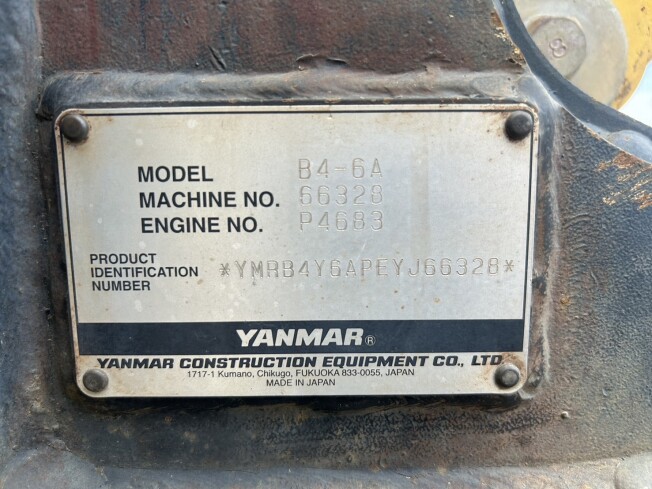 MODEL B4-6A
MACHINE NO. 66328
ENGINE NO. P4683
PRODUCT
IDENTIFICATION *YMRB4Y6APEYJ66328*
NUMBER
YANMAR®
YANMAR CONSTRUCTION EQUIPMENT CO., LTD
1717-1 Kumano, Chikugo, FUKUOKA 833-0055, JAPAN
MADE IN JAPAN